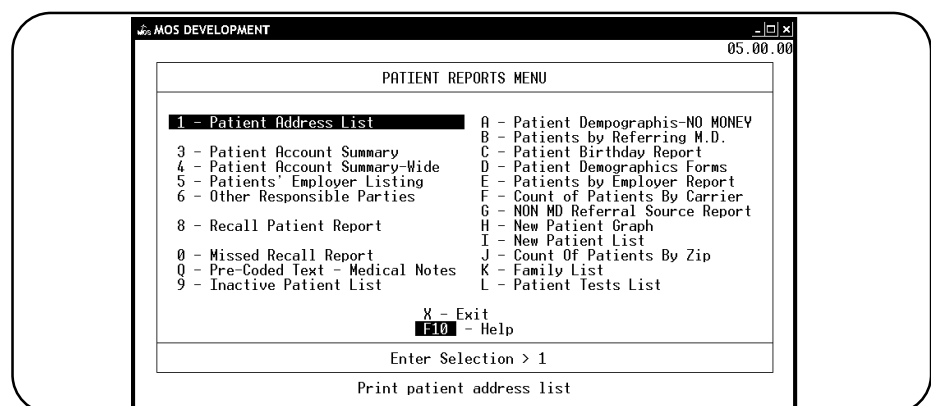 MOS MOS DEVELOPMENT
05.00.00
PATIENT REPORTS MENU
1 - Patient Address List
3 - Patient Account Summary
4 - Patient Account Summary-Wide
5 - Patients' Employer Listing
6 - Other Responsible Parties
8 - Recall Patient Report
0 - Missed Recall Report
Q - Pre-Coded Text - Medical Notes
9 - Inactive Patient List
A - Patient Dempographis-NO MONEY
B - Patients by Referring M.D.
C - Patient Birthday Report
D - Patient Demographics Forms
E - Patients by Employer Report
F - Count of Patients By Carrier
G - NON MD Referral Source Report
H - New Patient Graph
I - New Patient List
J - Count Of Patients By Zip
K - Family List
L - Patient Tests List
X - Exit
F10 - Help
Enter Selection > 1
Print patient address list